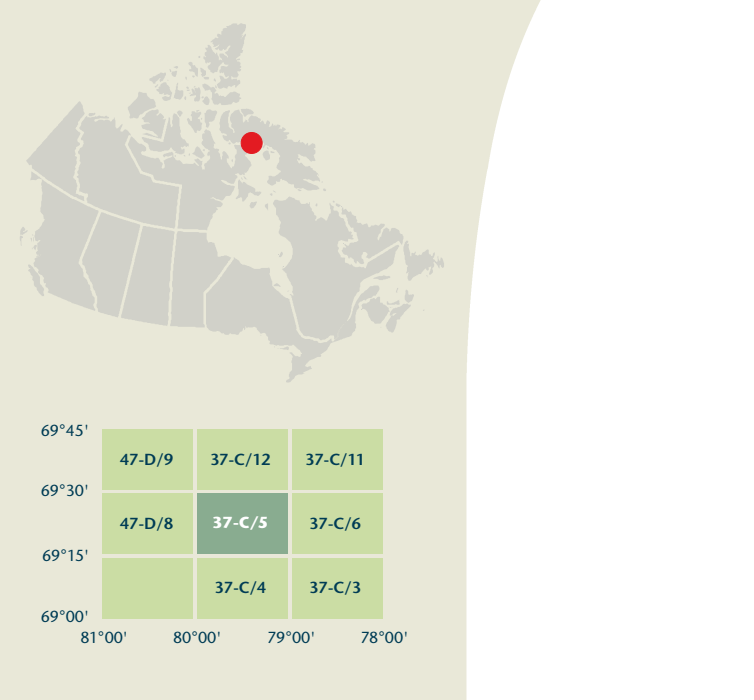 69°45'
47-D/9 37-C/12 37-C/11
69°30'
47-D/8 37-C/5 37-C/6
69°15'
37-C/4 37-C/3
69°00'
81°00' 80°00' 79°00' 78°00'